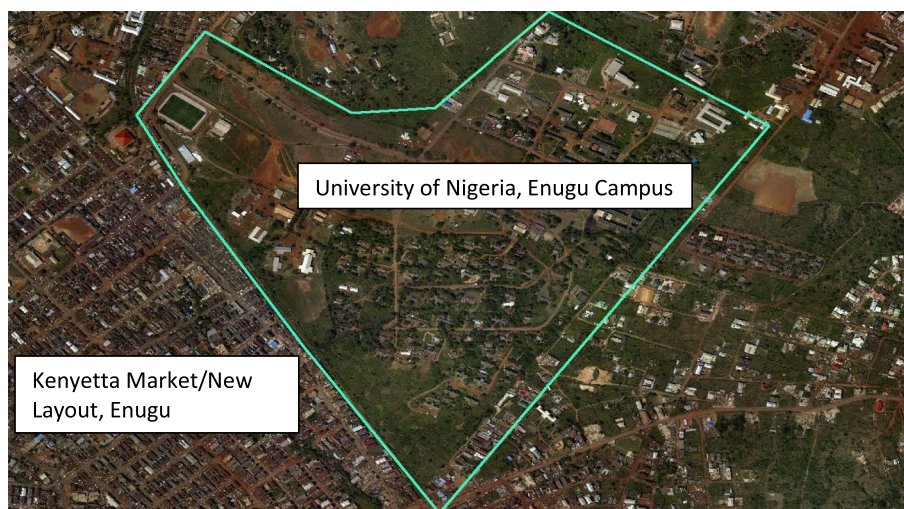 University of Nigeria, Enugu Campus
Kenyetta Market/New
Layout, Enugu